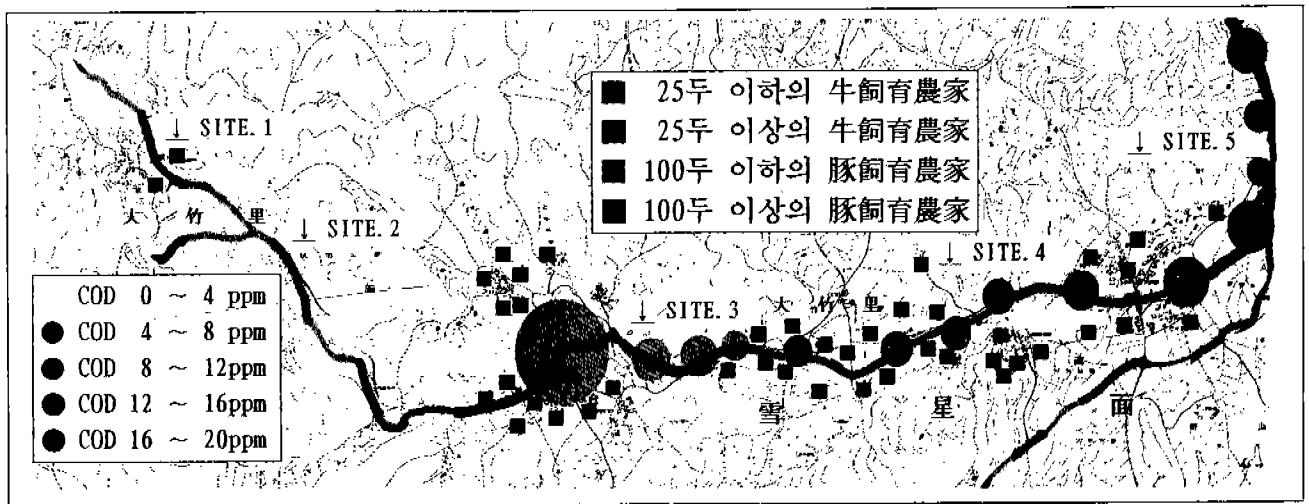 ↓ SITE. 1
大 竹 里
↓ SITE. 2
■ 25두 이하의 牛飼育農家
■ 25두 이상의 牛飼育農家
■ 100두 이하의 豚飼育農家
■ 100두 이상의 豚飼育農家
↓ SITE. 5
↓ SITE. 4
↓ SITE. 3
大 竹 里
雪 星 面
COD 0 ~ 4 ppm
● COD 4 ~ 8 ppm
● COD 8 ~ 12ppm
● COD 12 ~ 16ppm
● COD 16 ~ 20ppm